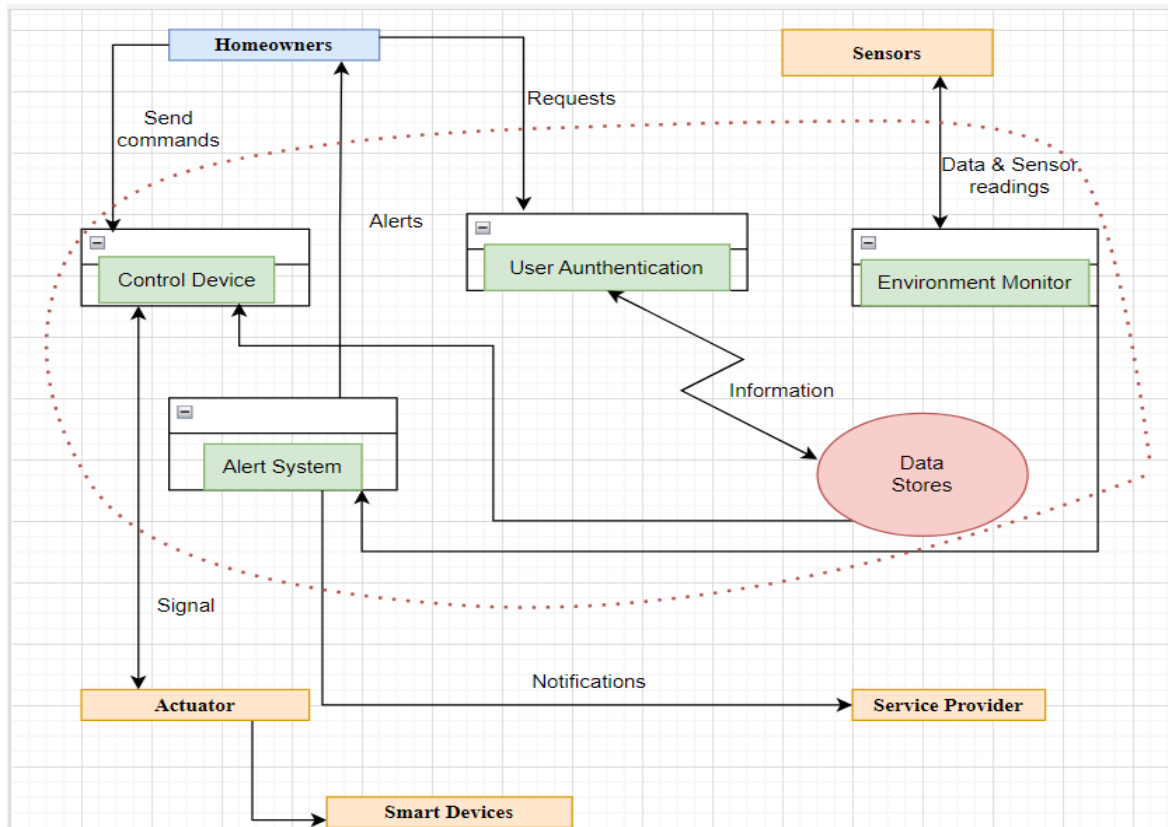 Homeowners
Sensors
Requests
Send
commands
Data & Sensor
readings
Alerts
User Aunthentication
Control Device
Environment Monitor
Information
Alert System
Data
Stores
Signal
Notifications
Actuator
Service Provider
Smart Devices